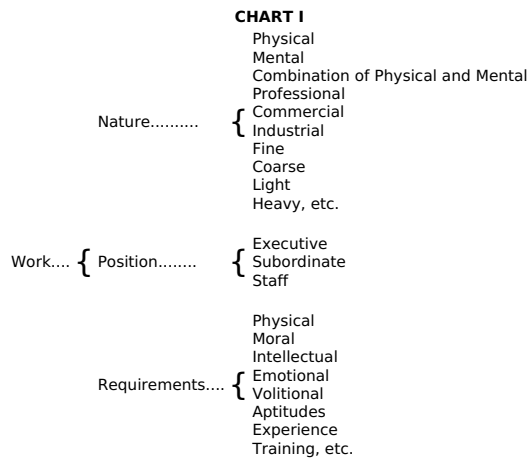 CHART I
Physical
Mental
Combination of Physical and Mental
Professional
Nature.......... { Commercial
Industrial
Fine
Coarse
Light
Heavy, etc.
Executive
Work.... { Position........ { Subordinate
Staff
Physical
Moral
Intellectual
Requirements.... { Emotional
Volitional
Aptitudes
Experience
Training, etc.